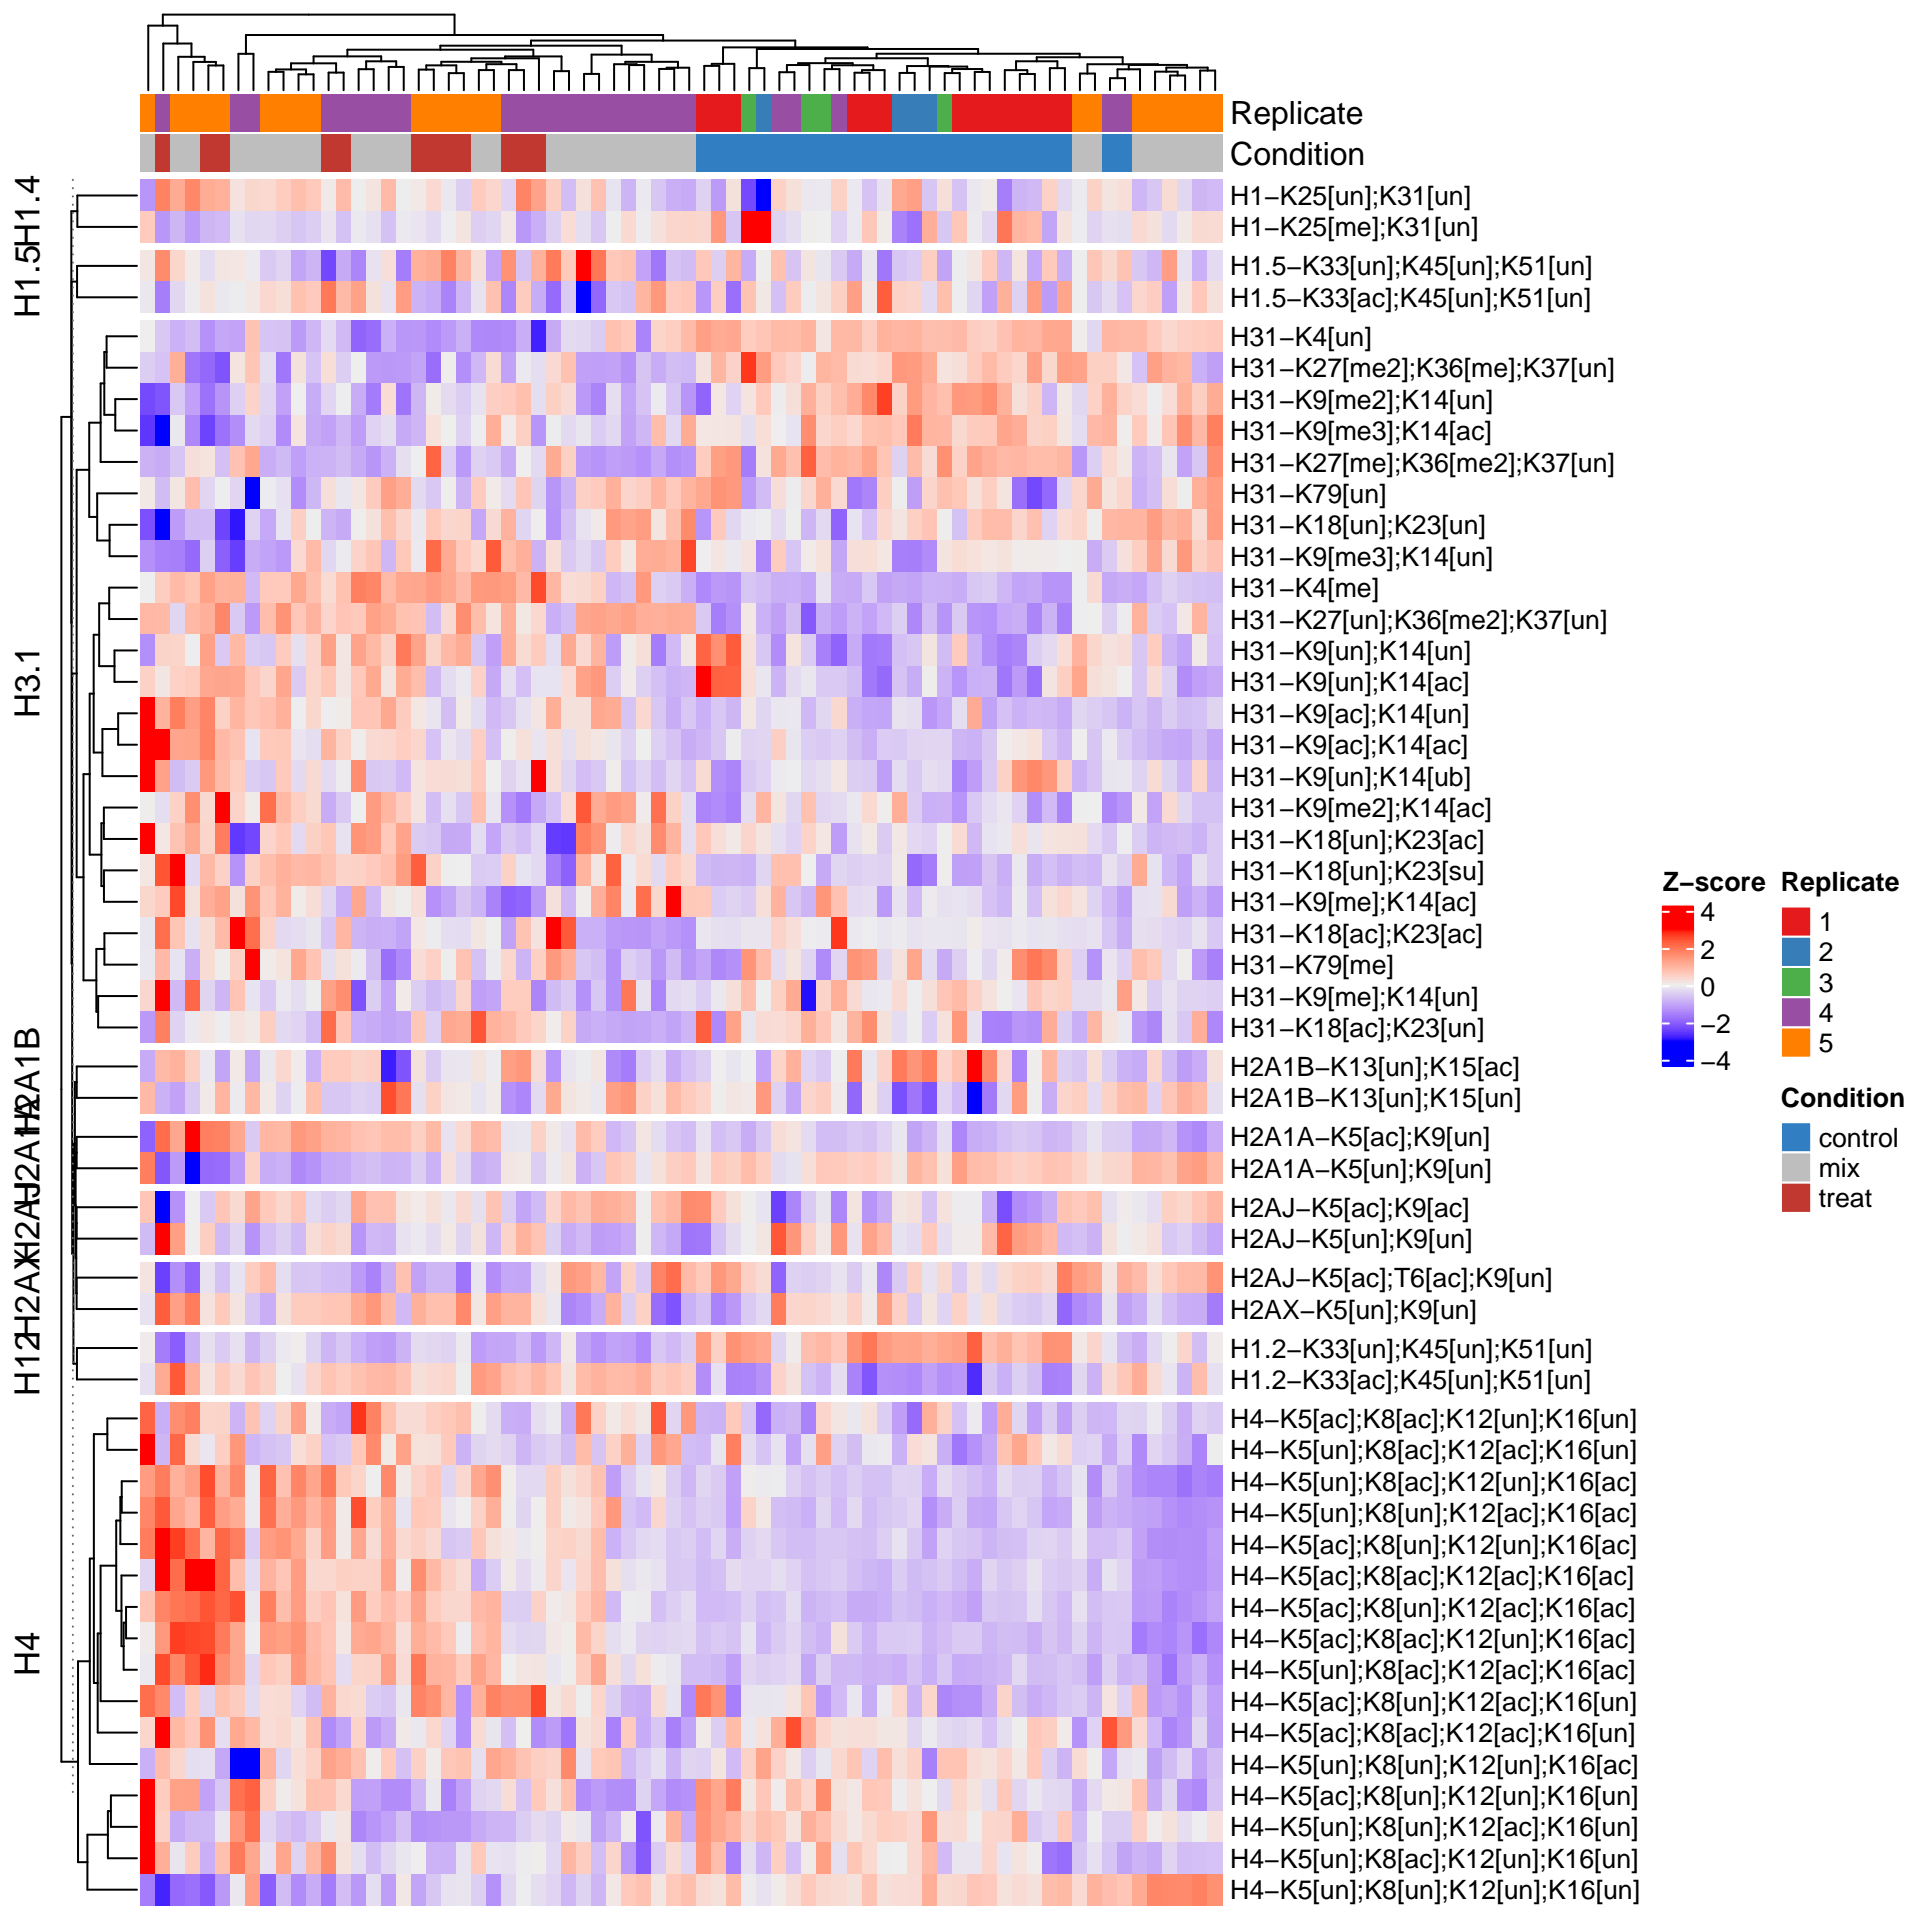 Replicate
Condition
H1.4
H1−K25[un];K31[un]
H1−K25[me];K31[un]
H1.5
H1.5−K33[un];K45[un];K51[un]
H1.5−K33[ac];K45[un];K51[un]
H3.1
H31−K4[un]
H31−K27[me2];K36[me];K37[un]
H31−K9[me2];K14[un]
H31−K9[me3];K14[ac]
H31−K27[me];K36[me2];K37[un]
H31−K79[un]
H31−K18[un];K23[un]
H31−K9[me3];K14[un]
H31−K4[me]
H31−K27[un];K36[me2];K37[un]
H31−K9[un];K14[un]
H31−K9[un];K14[ac]
H31−K9[ac];K14[un]
H31−K9[ac];K14[ac]
H31−K9[un];K14[ub]
H31−K9[me2];K14[ac]
H31−K18[un];K23[ac]
H31−K18[un];K23[su]
H31−K9[me];K14[ac]
H31−K18[ac];K23[ac]
H31−K79[me]
H31−K9[me];K14[un]
H31−K18[ac];K23[un]
H2A1B
H2A1B−K13[un];K15[ac]
H2A1B−K13[un];K15[un]
H2A1A
H2A1A−K5[ac];K9[un]
H2A1A−K5[un];K9[un]
H2AJ
H2AJ−K5[ac];K9[ac]
H2AJ−K5[un];K9[un]
H2AX
H2AJ−K5[ac];T6[ac];K9[un]
H2AX−K5[un];K9[un]
H12
H1.2−K33[un];K45[un];K51[un]
H1.2−K33[ac];K45[un];K51[un]
H4
H4−K5[ac];K8[ac];K12[un];K16[un]
H4−K5[un];K8[ac];K12[ac];K16[un]
H4−K5[un];K8[ac];K12[un];K16[ac]
H4−K5[un];K8[un];K12[ac];K16[ac]
H4−K5[ac];K8[un];K12[un];K16[ac]
H4−K5[ac];K8[ac];K12[ac];K16[ac]
H4−K5[ac];K8[un];K12[ac];K16[ac]
H4−K5[ac];K8[ac];K12[un];K16[ac]
H4−K5[un];K8[ac];K12[ac];K16[ac]
H4−K5[ac];K8[un];K12[ac];K16[un]
H4−K5[ac];K8[ac];K12[ac];K16[un]
H4−K5[un];K8[un];K12[un];K16[ac]
H4−K5[ac];K8[un];K12[un];K16[un]
H4−K5[un];K8[un];K12[ac];K16[un]
H4−K5[un];K8[ac];K12[un];K16[un]
H4−K5[un];K8[un];K12[un];K16[un]
Z−score
4
2
0
−2
−4
Replicate
1
2
3
4
5
Condition
control
mix
treat